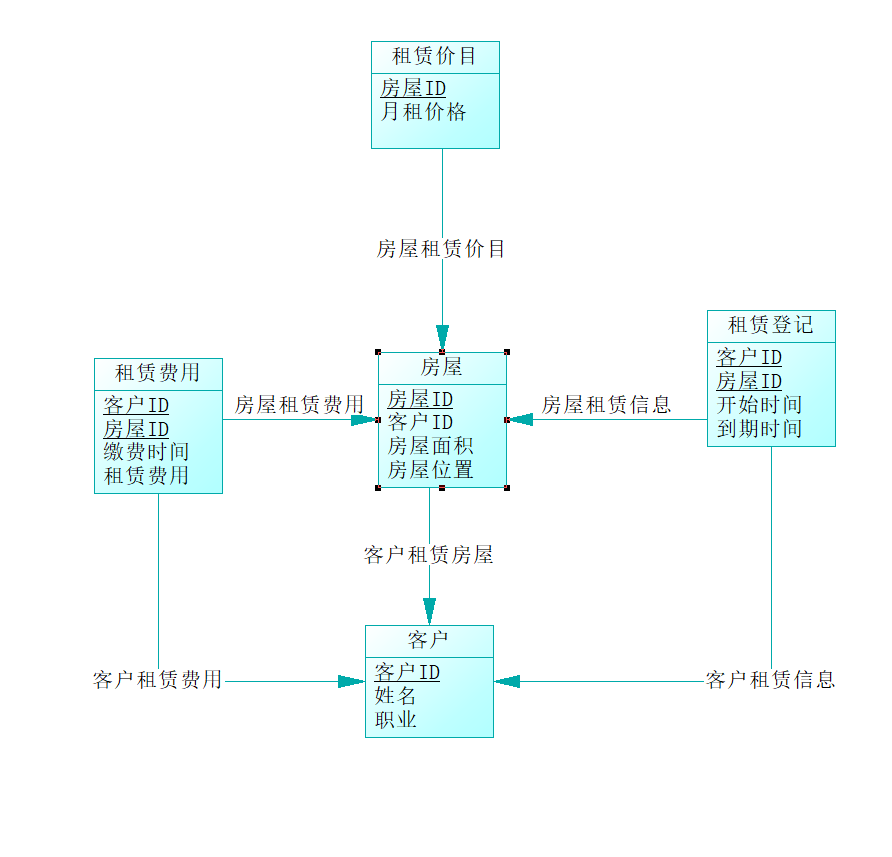 租赁价目
房屋ID
月租价格
房屋租赁价目
租赁登记
客户ID
房屋ID
开始时间
到期时间
租赁费用
客户ID
房屋ID
缴费时间
租赁费用
房屋租赁费用
房屋
房屋ID
客户ID
房屋面积
房屋位置
房屋租赁信息
客户租赁房屋
客户
客户ID
姓名
职业
客户租赁费用
客户租赁信息